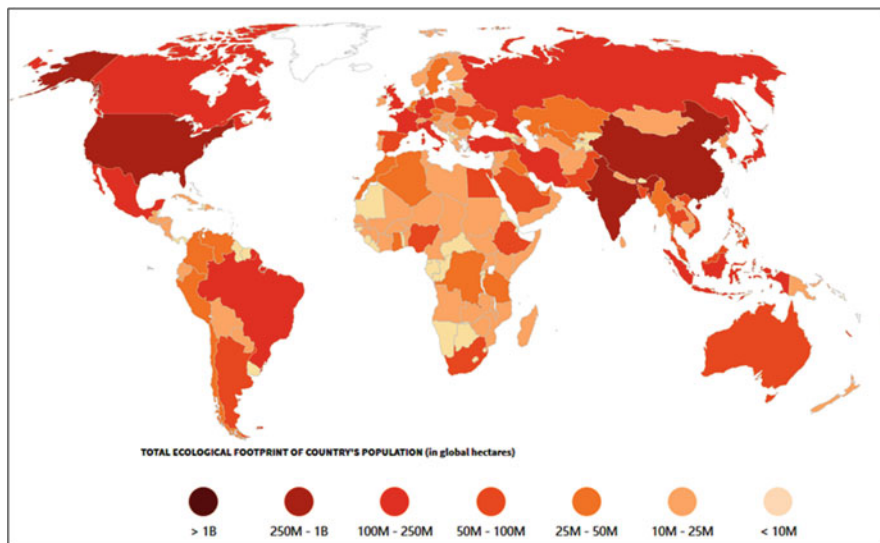 TOTAL ECOLOGICAL FOOTPRINT OF COUNTRY'S POPULATION (in global hectares)
> 1B 250M - 1B 100M - 250M 50M - 100M 25M - 50M 10M - 25M < 10M